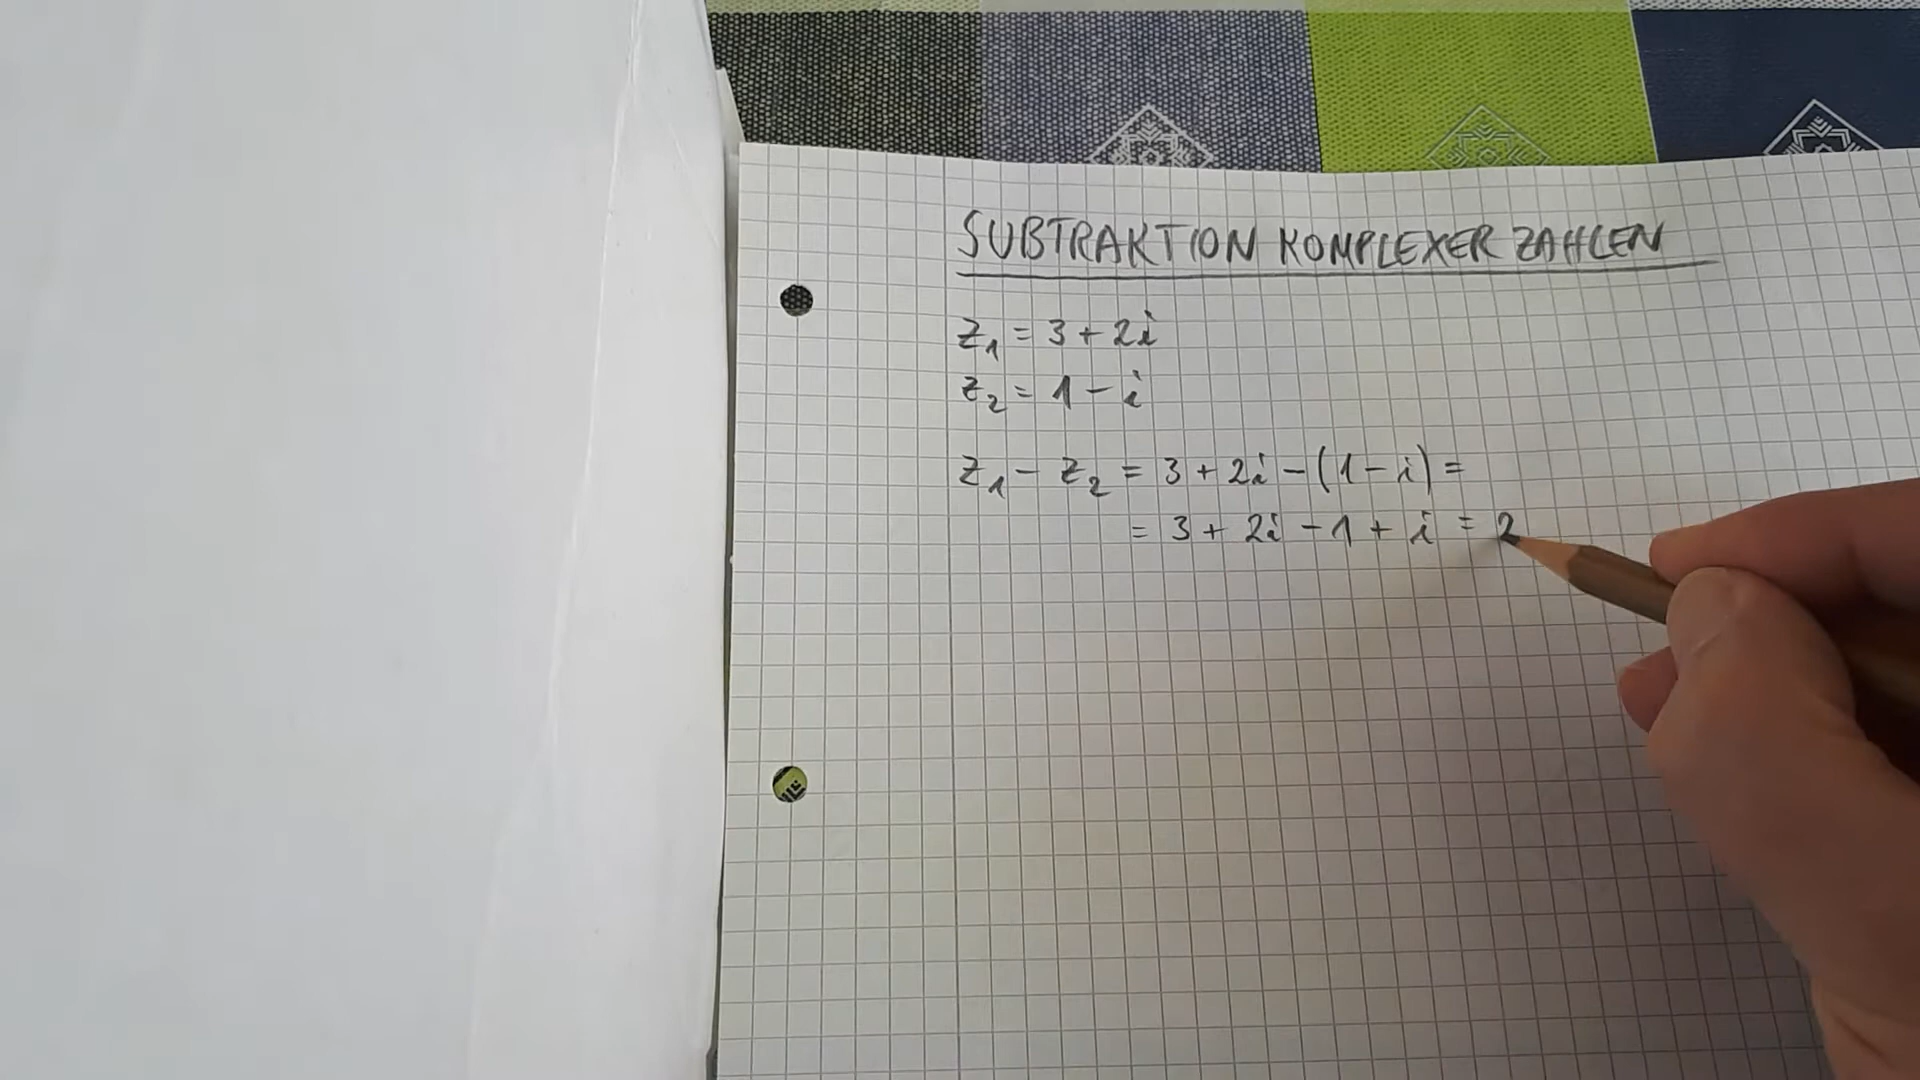 SUBTRAKTION KOMPLEXER ZAHLEN
z₁ = 3 + 2i
z₂ = 1 - i
z₁ - z₂ = 3 + 2i - (1 - i) =
= 3 + 2i - 1 + i = 2